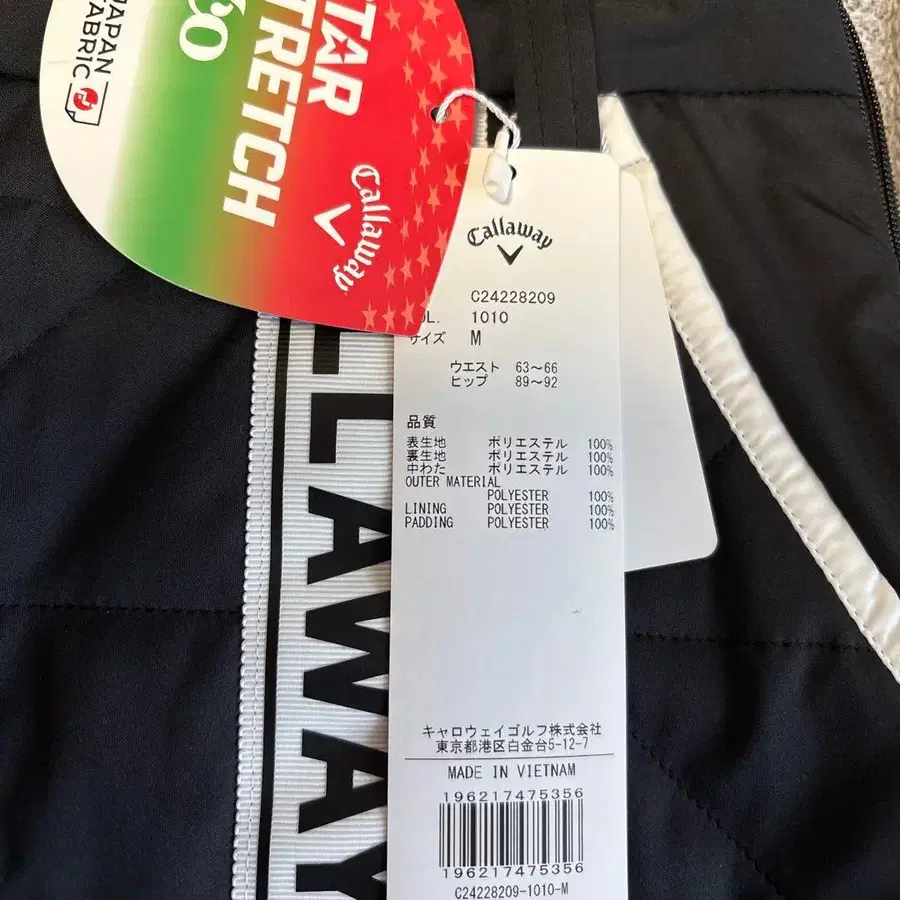 JAPAN
FABRIC
STAR
STRETCH
Callaway
Callaway
C24228209
1010
サイズ M
ウエスト 63～66
ヒップ 89～92
品質
表生地 ポリエステル 100%
裏生地 ポリエステル 100%
中わた ポリエステル 100%
OUTER MATERIAL
POLYESTER 100%
LINING POLYESTER 100%
PADDING POLYESTER 100%
キャロウェイゴルフ株式会社
東京都港区白金台5-12-7
MADE IN VIETNAM
196217475356
196217475356
C24228209-1010-M
LLAWAY